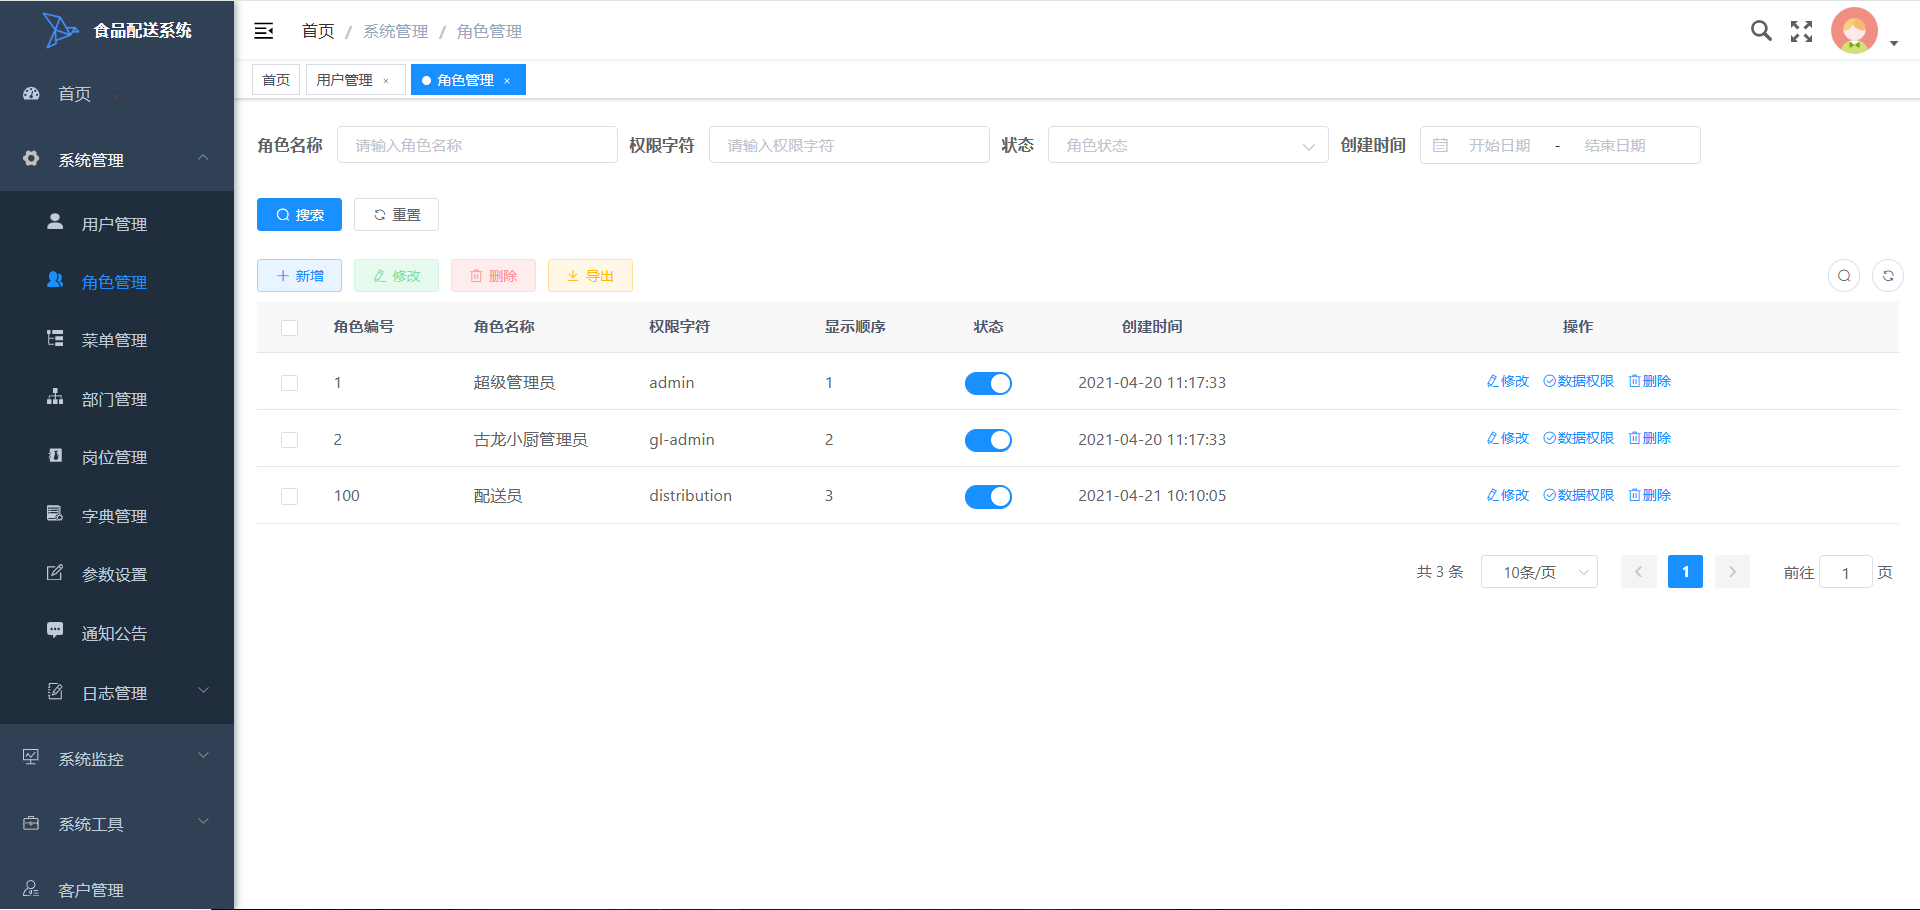 食品配送系统
首页
系统管理
用户管理
角色管理
菜单管理
部门管理
岗位管理
字典管理
参数设置
通知公告
日志管理
系统监控
系统工具
客户管理
首页 / 系统管理 / 角色管理
首页 用户管理 × 角色管理 ×
角色名称 请输入角色名称 权限字符 请输入权限字符 状态 角色状态 创建时间 开始日期 - 结束日期
搜索 重置
新增 修改 删除 导出
角色编号 角色名称 权限字符 显示顺序 状态 创建时间 操作
1 超级管理员 admin 1 2021-04-20 11:17:33 修改 数据权限 删除
2 古龙小厨管理员 gl-admin 2 2021-04-20 11:17:33 修改 数据权限 删除
100 配送员 distribution 3 2021-04-21 10:10:05 修改 数据权限 删除
共 3 条 10条/页 1 前往 1 页